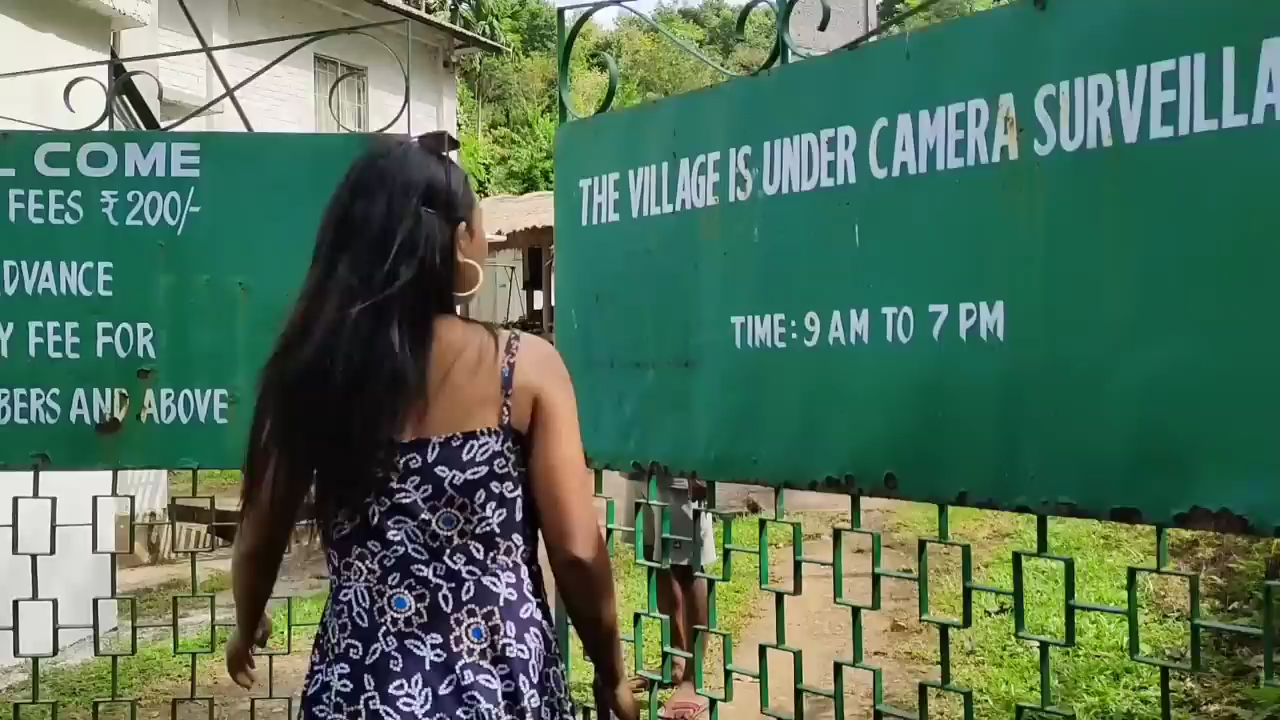 L COME
FEES ₹200/-
DVANCE
Y FEE FOR
BERS AND ABOVE
THE VILLAGE IS UNDER CAMERA SURVEILLA
TIME: 9 AM TO 7 PM